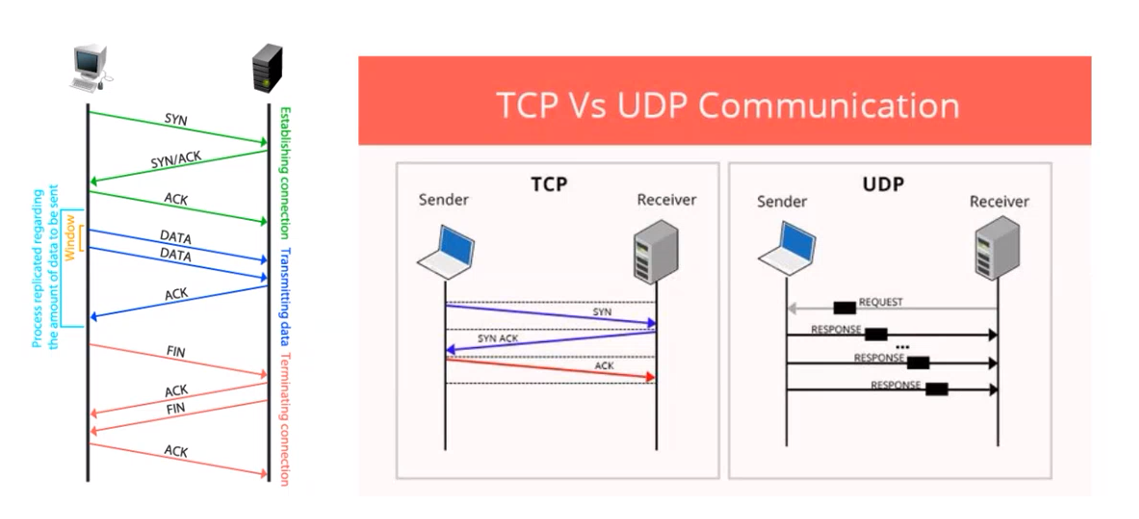 SYN
SYN/ACK
ACK
DATA
DATA
ACK
FIN
ACK
FIN
ACK
Establishing connection
Transmitting data
Terminating connection
Process replicated regarding
the amount of data to be sent
Window
TCP Vs UDP Communication
TCP
Sender
Receiver
SYN
SYN ACK
ACK
UDP
Sender
Receiver
REQUEST
RESPONSE
...
RESPONSE
RESPONSE